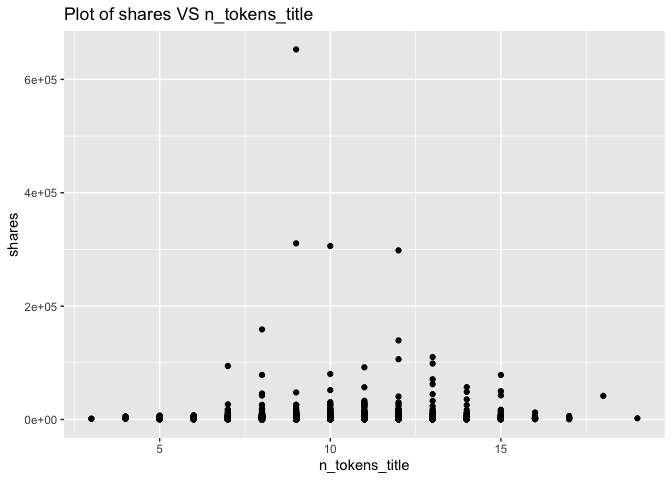 Plot of shares VS n_tokens_title
6e+05
4e+05
2e+05
0e+00
shares
5
10
15
n_tokens_title